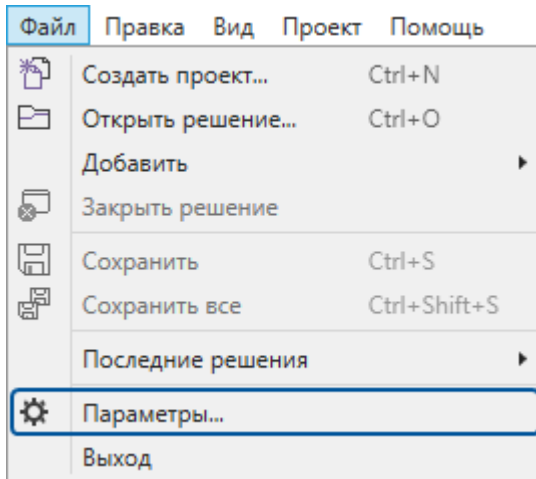 Файл Правка Вид Проект Помощь
Создать проект... Ctrl+N
Открыть решение... Ctrl+O
Добавить
Закрыть решение
Сохранить Ctrl+S
Сохранить все Ctrl+Shift+S
Последние решения
Параметры...
Выход